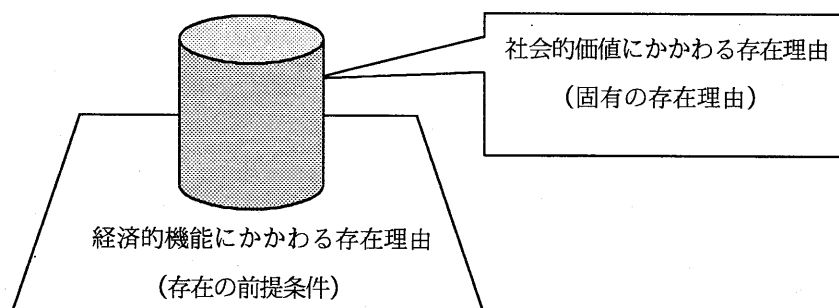 社会的価値にかかわる存在理由
（固有の存在理由）
経済的機能にかかわる存在理由
（存在の前提条件）